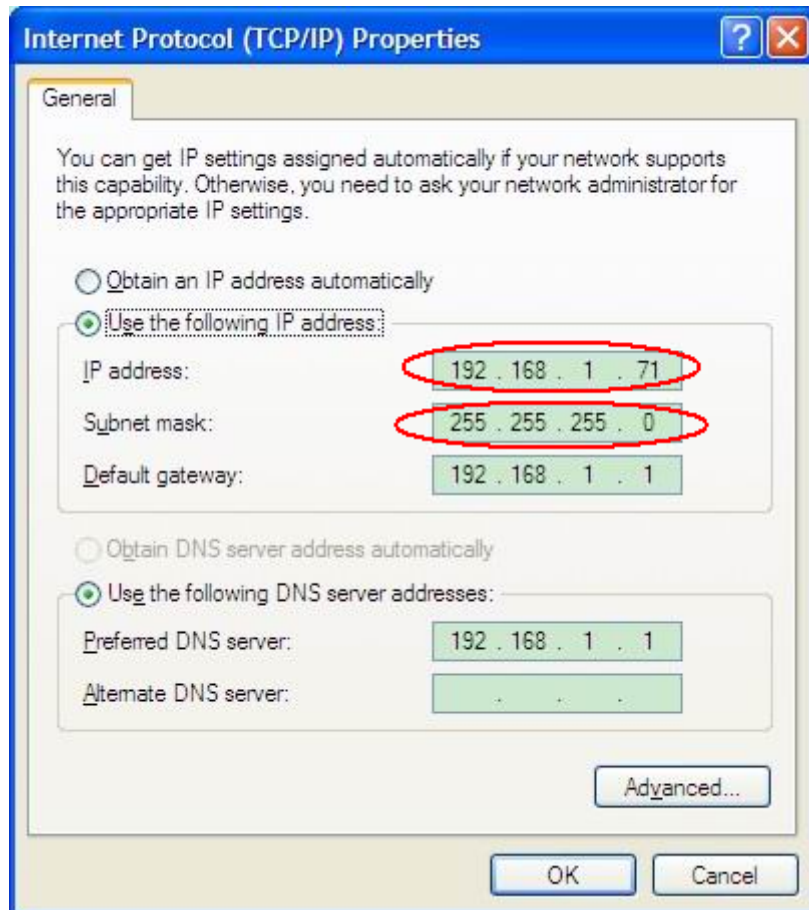 Internet Protocol (TCP/IP) Properties
General
You can get IP settings assigned automatically if your network supports
this capability. Otherwise, you need to ask your network administrator for
the appropriate IP settings.
Obtain an IP address automatically
Use the following IP address:
IP address: 192 . 168 . 1 . 71
Subnet mask: 255 . 255 . 255 . 0
Default gateway: 192 . 168 . 1 . 1
Obtain DNS server address automatically
Use the following DNS server addresses:
Preferred DNS server: 192 . 168 . 1 . 1
Alternate DNS server: . . .
Advanced...
OK Cancel